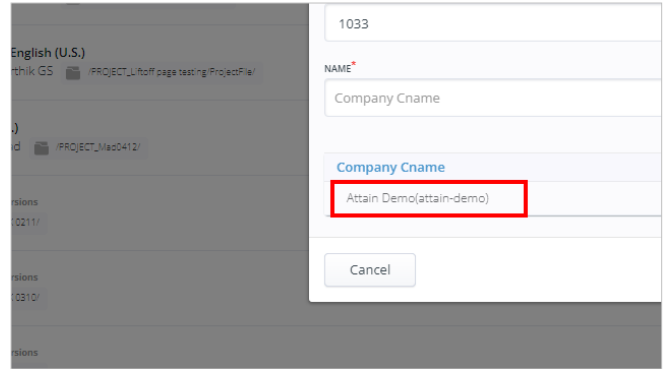 1033
English (U.S.)
rthik GS /PROJECT_Liftoff page testing/ProjectFile/
NAME*
Company Cname
.)
d /PROJECT_Mad0412/
Company Cname
Attain Demo(attain-demo)
rsions
0211/
Cancel
rsions
0310/
rsions